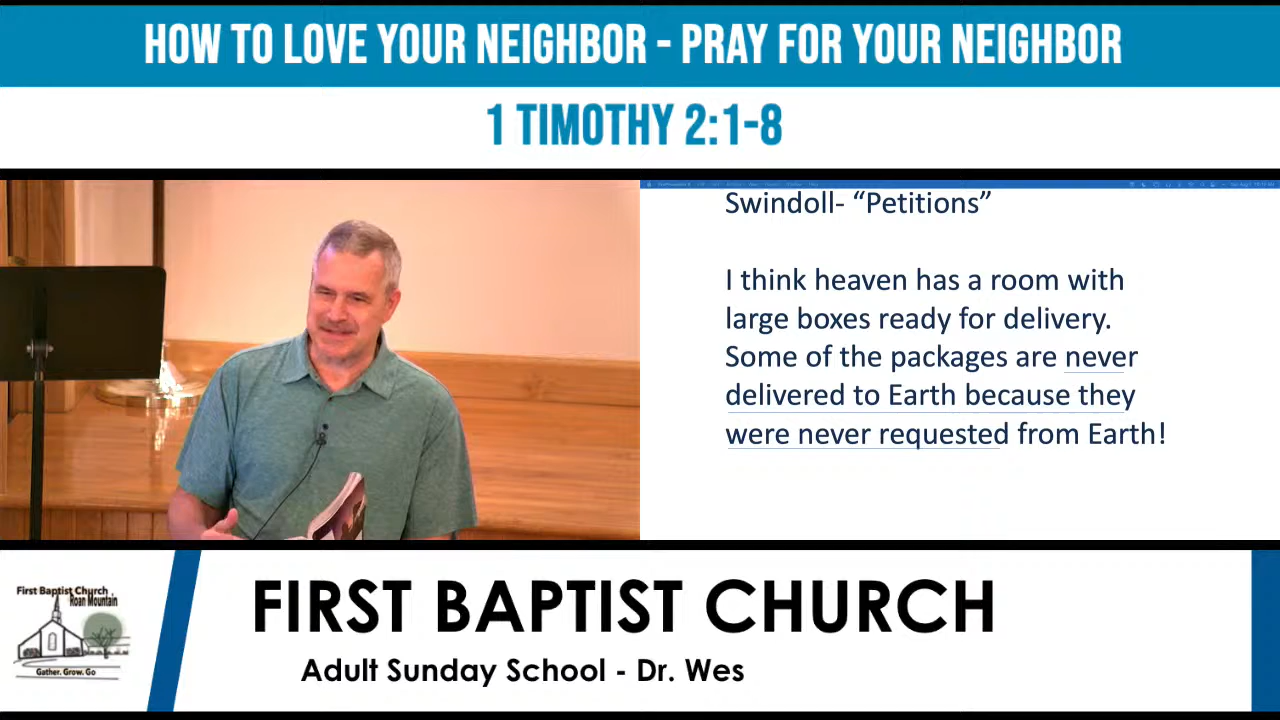 HOW TO LOVE YOUR NEIGHBOR - PRAY FOR YOUR NEIGHBOR
1 TIMOTHY 2:1-8
Swindoll- “Petitions”
I think heaven has a room with
large boxes ready for delivery.
Some of the packages are never
delivered to Earth because they
were never requested from Earth!
First Baptist Church
Roan Mountain
Gather. Grow. Go
FIRST BAPTIST CHURCH
Adult Sunday School - Dr. Wes